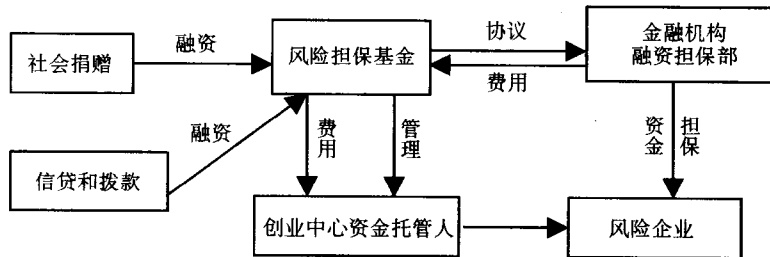 社会捐赠
融资
风险担保基金
协议
费用
金融机构
融资担保部
信贷和拨款
融资
费用
管理
资金
担保
创业中心资金托管人
风险企业